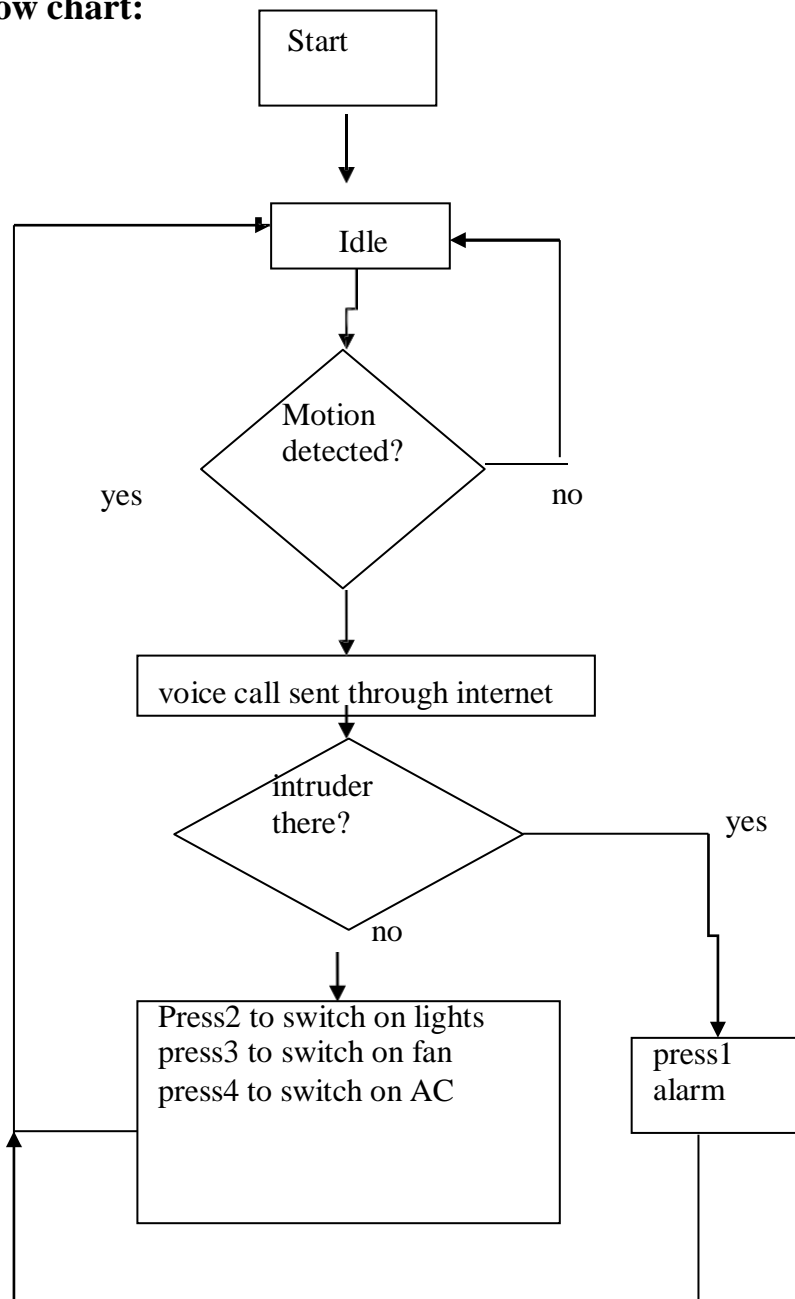 ow chart:
Start
Idle
Motion
detected?
yes
no
voice call sent through internet
intruder
there?
yes
no
Press2 to switch on lights
press3 to switch on fan
press4 to switch on AC
press1
alarm